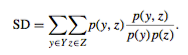 SD = ∑∑p(y, z) p(y, z)/p(y)p(z).
y∈Y z∈Z